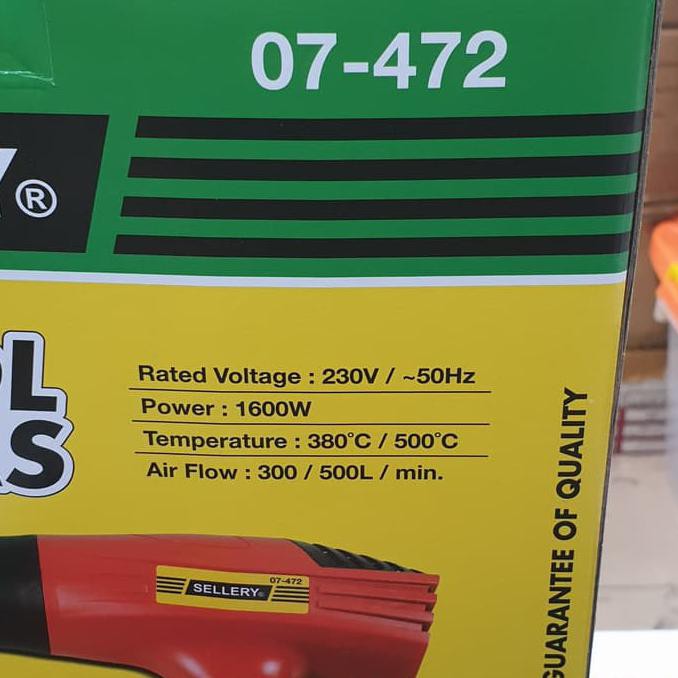 07-472
®
Rated Voltage : 230V / ~50Hz
Power : 1600W
Temperature : 380°C / 500°C
Air Flow : 300 / 500L / min.
07-472
SELLERY®
GUARANTEE OF QUALITY